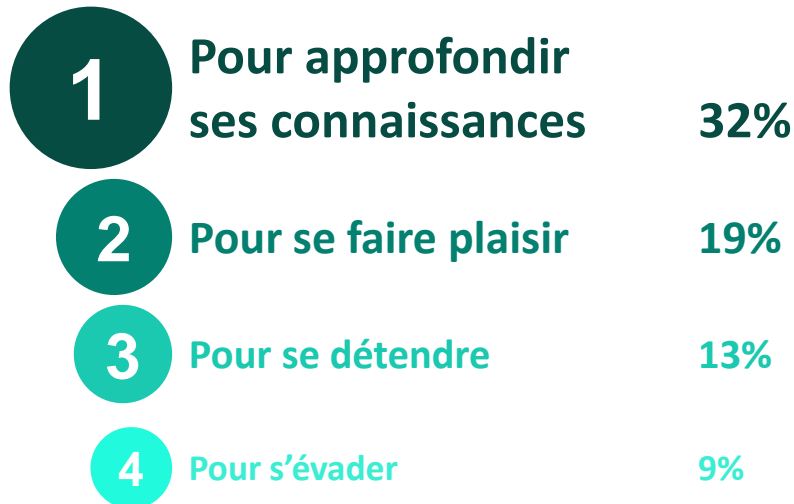 1 Pour approfondir
ses connaissances 32%
2 Pour se faire plaisir 19%
3 Pour se détendre 13%
4 Pour s’évader 9%